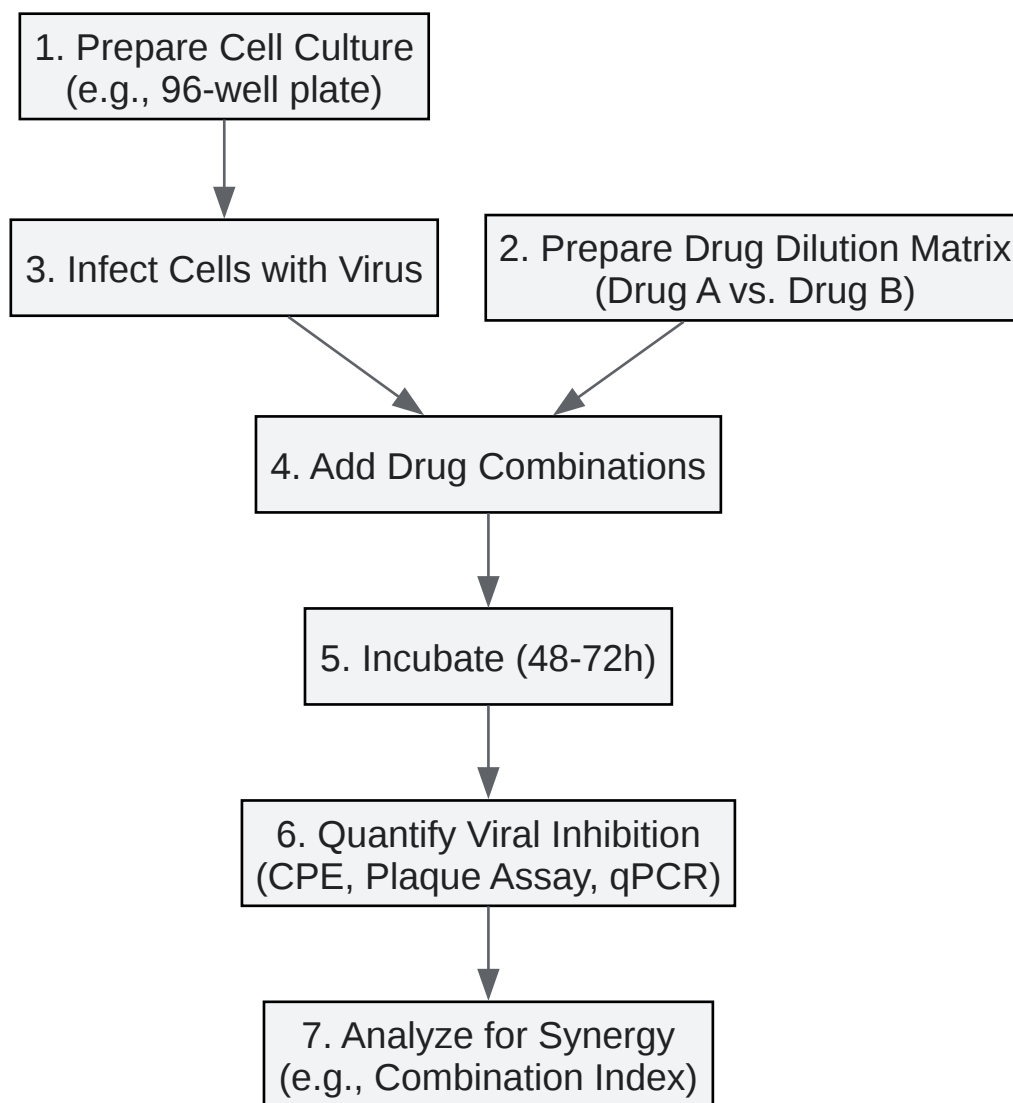 1. Prepare Cell Culture
(e.g., 96-well plate)
3. Infect Cells with Virus
2. Prepare Drug Dilution Matrix
(Drug A vs. Drug B)
4. Add Drug Combinations
5. Incubate (48-72h)
6. Quantify Viral Inhibition
(CPE, Plaque Assay, qPCR)
7. Analyze for Synergy
(e.g., Combination Index)